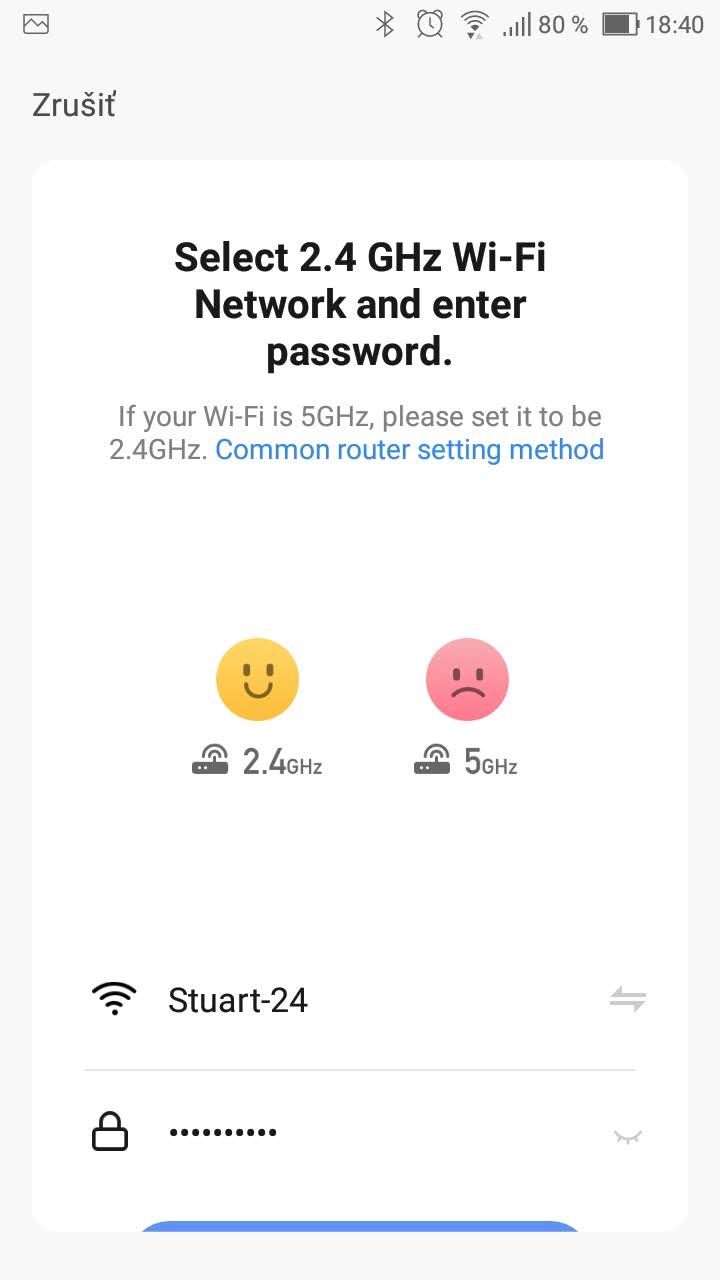 80 % 18:40
Zrušiť
Select 2.4 GHz Wi-Fi
Network and enter
password.
If your Wi-Fi is 5GHz, please set it to be
2.4GHz. Common router setting method
2.4GHz 5GHz
Stuart-24
••••••••••